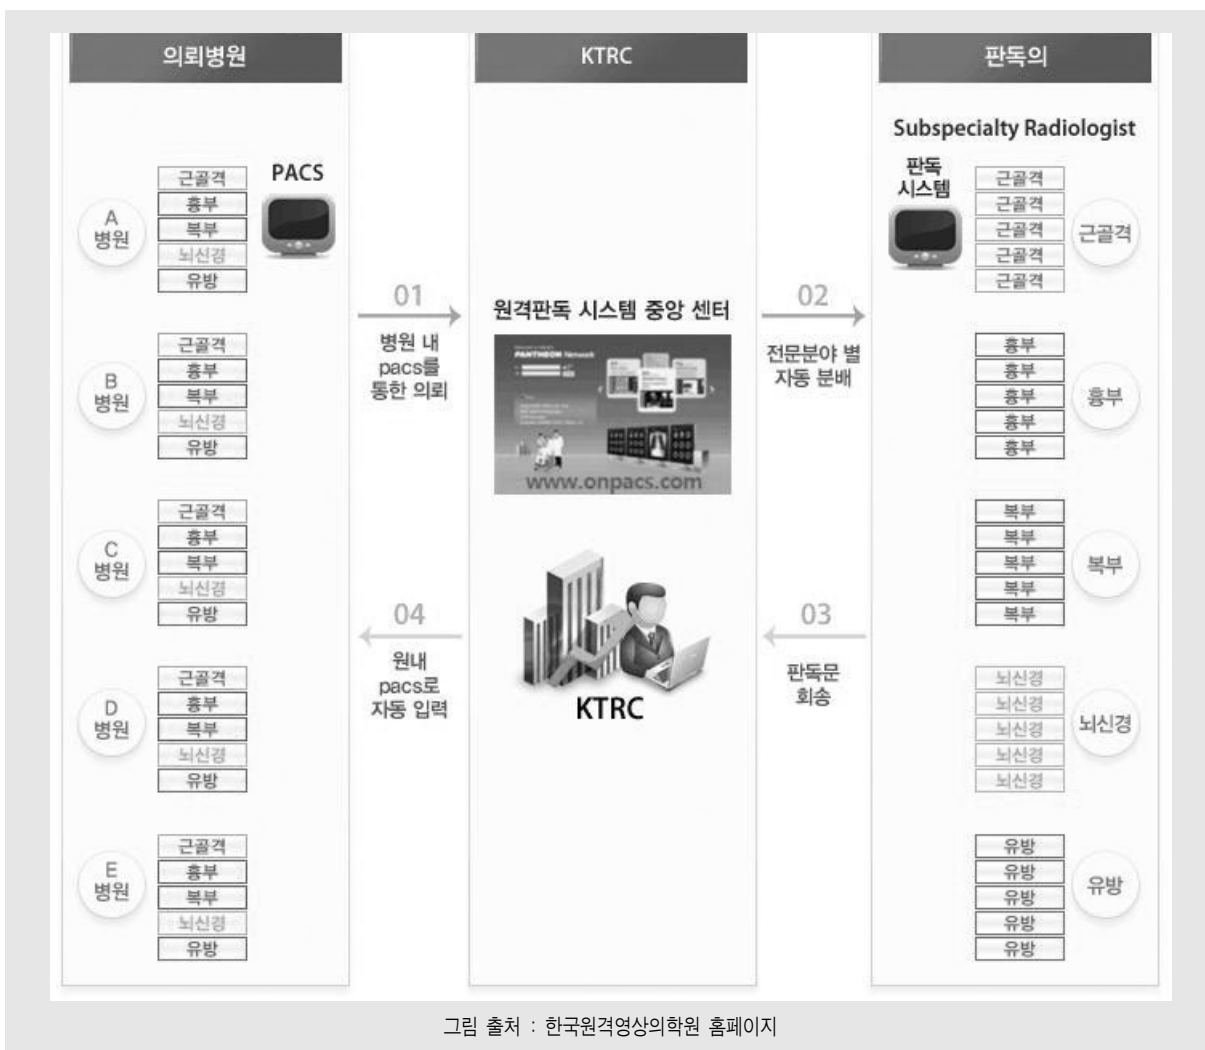 의뢰병원
PACS
A
병원
근골격
흉부
복부
뇌신경
유방
B
병원
근골격
흉부
복부
뇌신경
유방
C
병원
근골격
흉부
복부
뇌신경
유방
D
병원
근골격
흉부
복부
뇌신경
유방
E
병원
근골격
흉부
복부
뇌신경
유방
01
병원 내
pacs를
통한 의뢰
04
원내
pacs로
자동 입력
KTRC
원격판독 시스템 중앙 센터
PANTHEON Network
www.onpacs.com
KTRC
02
전문분야 별
자동 분배
03
판독문
회송
판독의
Subspecialty Radiologist
판독
시스템
근골격
근골격
근골격
근골격
근골격
근골격
흉부
흉부
흉부
흉부
흉부
흉부
복부
복부
복부
복부
복부
복부
뇌신경
뇌신경
뇌신경
뇌신경
뇌신경
뇌신경
유방
유방
유방
유방
유방
유방
그림 출처 : 한국원격영상의학원 홈페이지